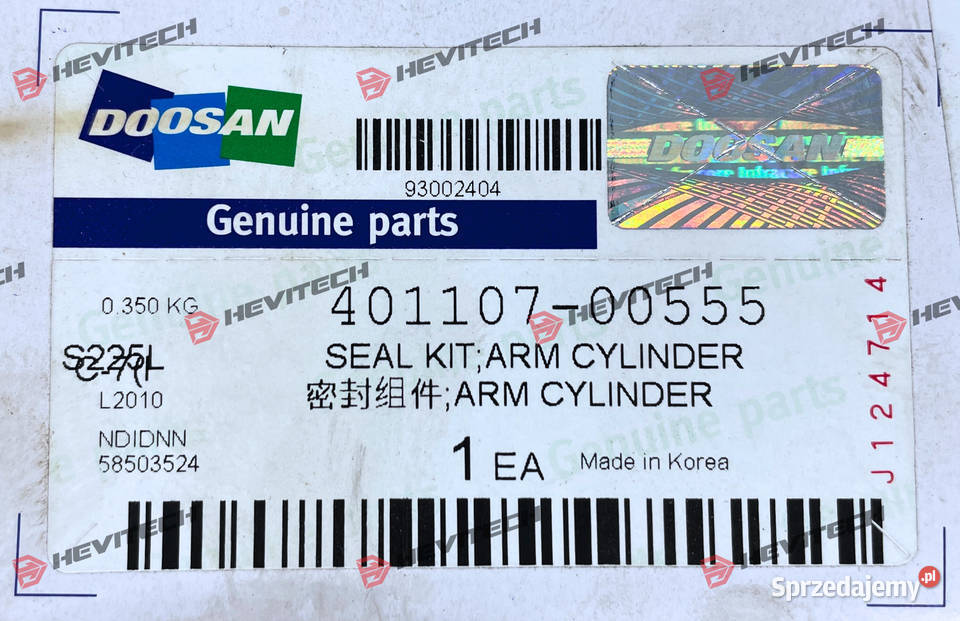 HEVITECH
DOOSAN
93002404
DOOSAN
Genuine parts
0.350 KG
401107-00555
S225L
SEAL KIT;ARM CYLINDER
L2010
密封组件;ARM CYLINDER
NDIDNN
58503524
1 EA
Made in Korea
J124714
Sprzedajemy.pl